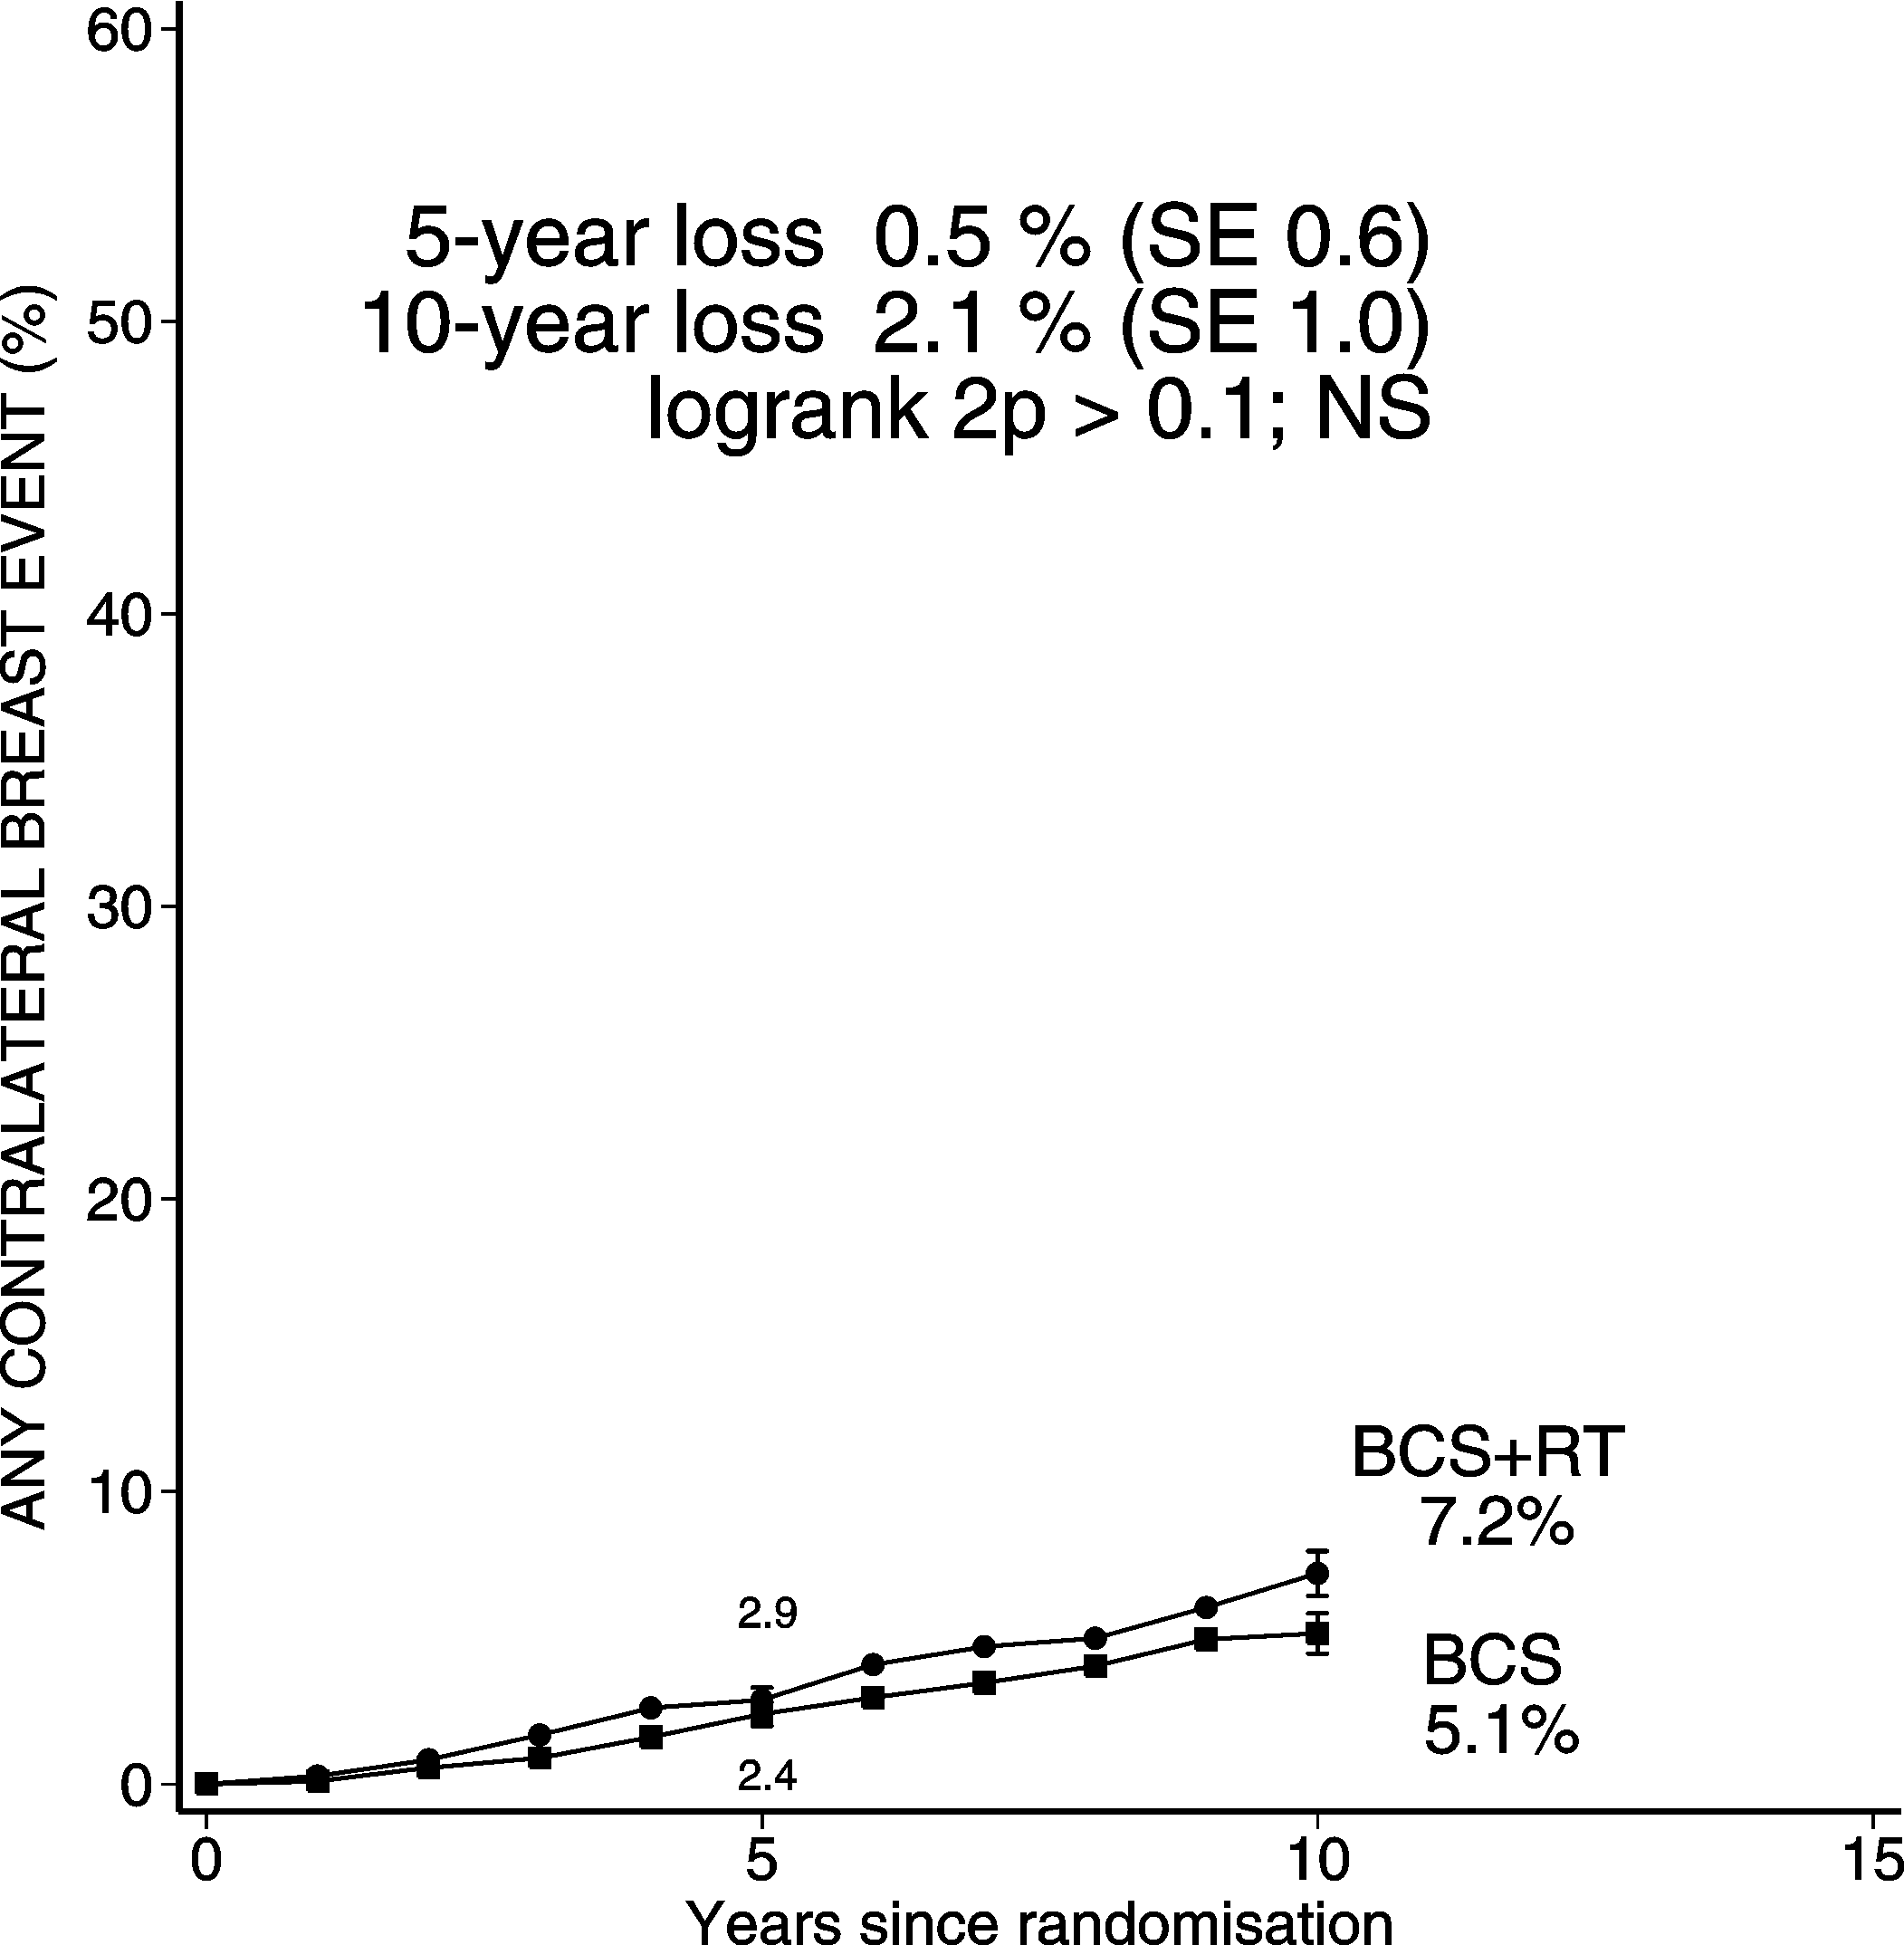 ANY CONTRALATERAL BREAST EVENT (%)
60
50
40
30
20
10
0
5-year loss 0.5 % (SE 0.6)
10-year loss 2.1 % (SE 1.0)
logrank 2p > 0.1; NS
BCS+RT
7.2%
2.9
BCS
5.1%
2.4
0 5 10 15
Years since randomisation